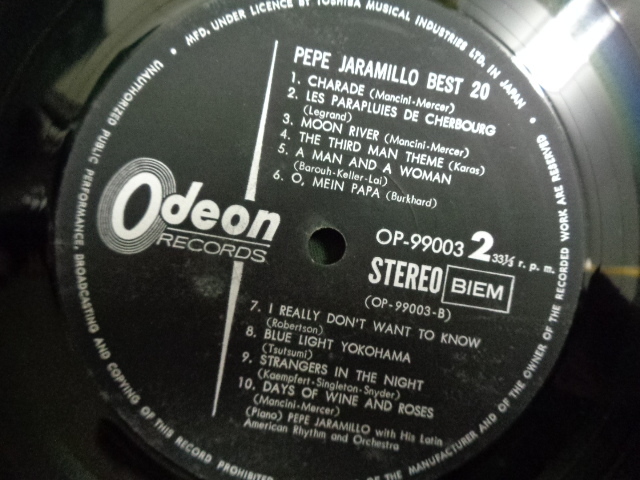 MFD. UNDER LICENCE BY TOSHIBA MUSICAL INDUSTRIES LTD. IN JAPAN
UNAUTHORIZED PUBLIC PERFORMANCE, BROADCASTING AND COPYING OF THIS RECORD PROHIBITED
OF THE MANUFACTURER AND OF THE OWNER OF THE RECORDED WORK ARE RESERVED
PEPE JARAMILLO BEST 20
1. CHARADE (Mancini-Mercer)
2. LES PARAPLUIES DE CHERBOURG
(Legrand)
3. MOON RIVER (Mancini-Mercer)
4. THE THIRD MAN THEME (Karas)
5. A MAN AND A WOMAN
(Barouh-Keller-Lai)
6. O, MEIN PAPA (Burkhard)
Odeon
RECORDS
OP-99003 2 33⅓ r. p. m.
STEREO BIEM
(OP-99003-B)
7. I REALLY DON'T WANT TO KNOW
(Robertson)
8. BLUE LIGHT YOKOHAMA
(Tsutsumi)
9. STRANGERS IN THE NIGHT
(Kaempfert-Singleton-Snyder)
10. DAYS OF WINE AND ROSES
(Mancini-Mercer)
(Piano) PEPE JARAMILLO with His Latin
American Rhythm and Orchestra